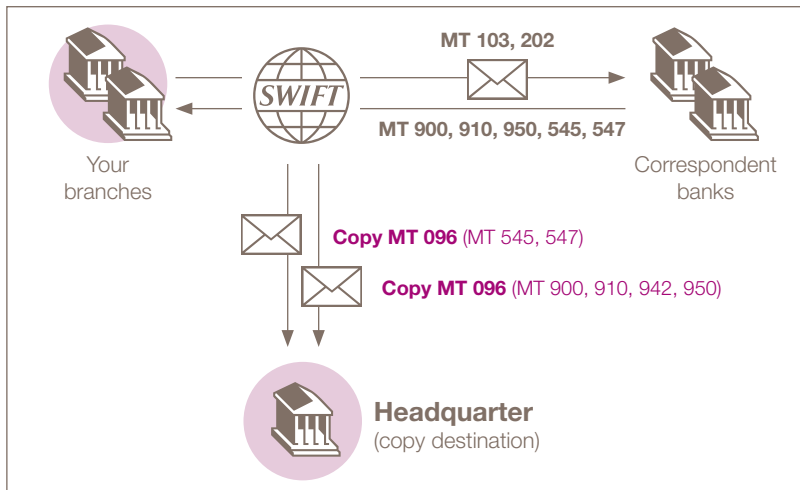 MT 103, 202
SWIFT
MT 900, 910, 950, 545, 547
Your
branches
Correspondent
banks
Copy MT 096 (MT 545, 547)
Copy MT 096 (MT 900, 910, 942, 950)
Headquarter
(copy destination)